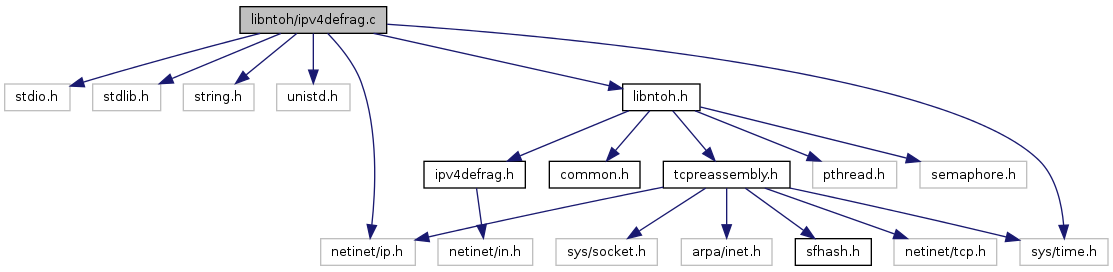 libntoh/ipv4defrag.c
stdio.h
stdlib.h
string.h
unistd.h
libntoh.h
ipv4defrag.h
common.h
tcpreassembly.h
pthread.h
semaphore.h
netinet/ip.h
netinet/in.h
sys/socket.h
arpa/inet.h
sfhash.h
netinet/tcp.h
sys/time.h